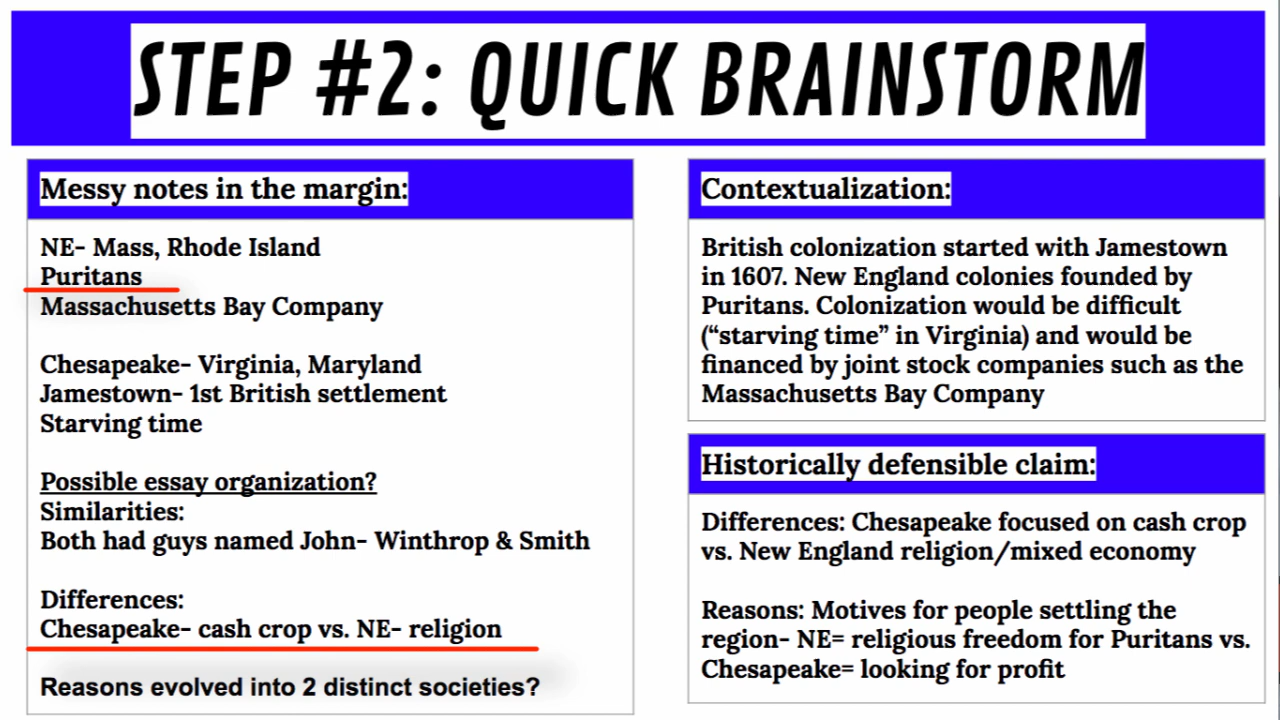 STEP #2: QUICK BRAINSTORM
Messy notes in the margin:
NE- Mass, Rhode Island
Puritans
Massachusetts Bay Company
Chesapeake- Virginia, Maryland
Jamestown- 1st British settlement
Starving time
Possible essay organization?
Similarities:
Both had guys named John- Winthrop & Smith
Differences:
Chesapeake- cash crop vs. NE- religion
Reasons evolved into 2 distinct societies?
Contextualization:
British colonization started with Jamestown
in 1607. New England colonies founded by
Puritans. Colonization would be difficult
(“starving time” in Virginia) and would be
financed by joint stock companies such as the
Massachusetts Bay Company
Historically defensible claim:
Differences: Chesapeake focused on cash crop
vs. New England religion/mixed economy
Reasons: Motives for people settling the
region- NE= religious freedom for Puritans vs.
Chesapeake= looking for profit